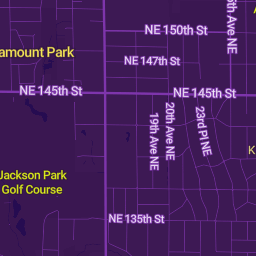 NE 150th St
amount Park
NE 147th St
NE 145th St
NE 145th St
19th Ave NE
20th Ave NE
23rd Pl NE
K
Jackson Park
Golf Course
NE 135th St